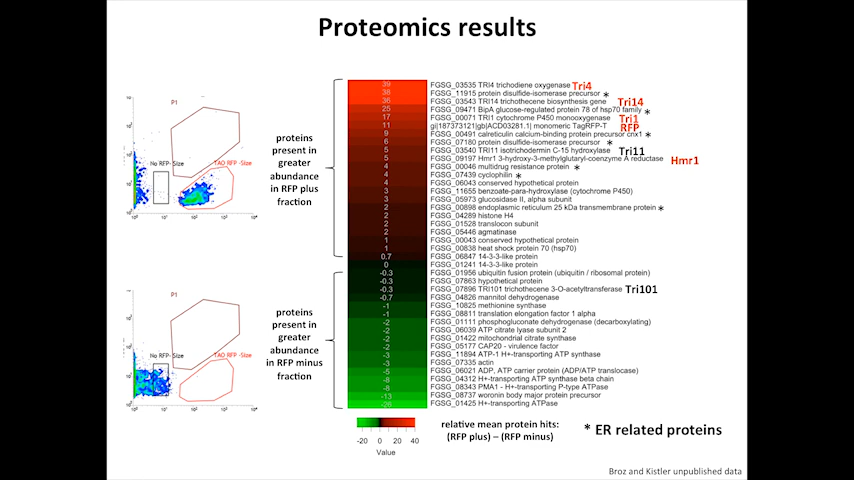 Proteomics results
P1
No RFP-Size
TAO RFP-Size
proteins
present in
greater
abundance
in RFP plus
fraction
P1
No RFP-Size
TAO RFP-Size
proteins
present in
greater
abundance
in RFP minus
fraction
39 FGSG_03535 TRI4 trichodiene oxygenase Tri4
38 FGSG_11915 protein disulfide-isomerase precursor *
36 FGSG_03543 TRI14 trichothecene biosynthesis gene Tri14
25 FGSG_09471 BipA glucose-regulated protein 78 of hsp70 family *
17 FGSG_00071 TRI1 cytochrome P450 monooxygenase Tri1
11 gi|187373121|gb|ACD03281.1| monomeric TagRFP-T RFP
9 FGSG_00491 calreticulin calcium-binding protein precursor cnx1 *
6 FGSG_07180 protein disulfide-isomerase precursor *
5 FGSG_03540 TRI11 isotrichodermin C-15 hydroxylase Tri11
5 FGSG_09197 Hmr1 3-hydroxy-3-methylglutaryl-coenzyme A reductase Hmr1
4 FGSG_00046 multidrug resistance protein *
4 FGSG_07439 cyclophilin *
4 FGSG_06043 conserved hypothetical protein
3 FGSG_11655 benzoate-para-hydroxylase (cytochrome P450)
3 FGSG_05973 glucosidase II, alpha subunit
2 FGSG_00898 endoplasmic reticulum 25 kDa transmembrane protein *
2 FGSG_04289 histone H4
2 FGSG_01528 translocon subunit
2 FGSG_05446 agmatinase
1 FGSG_00043 conserved hypothetical protein
1 FGSG_00838 heat shock protein 70 (hsp70)
0.7 FGSG_06847 14-3-3-like protein
0 FGSG_01241 14-3-3-like protein
-0.3 FGSG_01956 ubiquitin fusion protein (ubiquitin / ribosomal protein)
-0.3 FGSG_07863 hypothetical protein
-0.3 FGSG_07896 TRI101 trichothecene 3-O-acetyltransferase Tri101
-0.7 FGSG_04826 mannitol dehydrogenase
-1 FGSG_10825 methionine synthase
-1 FGSG_08811 translation elongation factor 1 alpha
-2 FGSG_01111 phosphogluconate dehydrogenase (decarboxylating)
-2 FGSG_06039 ATP citrate lyase subunit 2
-2 FGSG_01422 mitochondrial citrate synthase
-2 FGSG_05177 CAP20 - virulence factor
-3 FGSG_11894 ATP-1 H+-transporting ATP synthase
-3 FGSG_07335 actin
-5 FGSG_06021 ADP, ATP carrier protein (ADP/ATP translocase)
-8 FGSG_04312 H+-transporting ATP synthase beta chain
-8 FGSG_08343 PMA1 - H+-transporting P-type ATPase
-13 FGSG_08737 woronin body major protein precursor
-26 FGSG_01425 H+-transporting ATPase
-20 0 20 40
Value
relative mean protein hits:
(RFP plus) – (RFP minus)
* ER related proteins
Broz and Kistler unpublished data